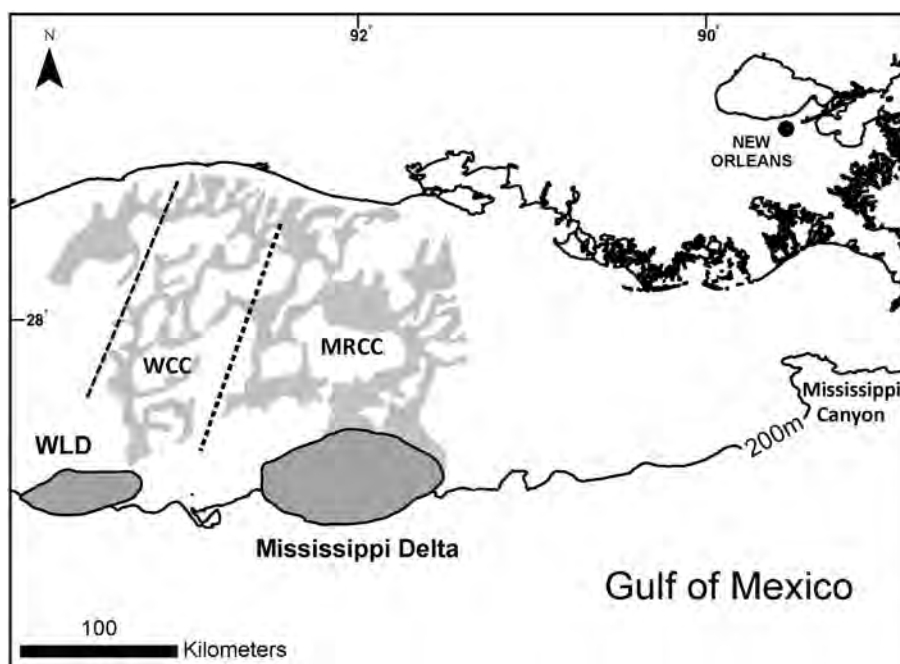 N
92°
90°
NEW
ORLEANS
28°
WCC
MRCC
Mississippi
Canyon
WLD
200m
Mississippi Delta
Gulf of Mexico
100
Kilometers